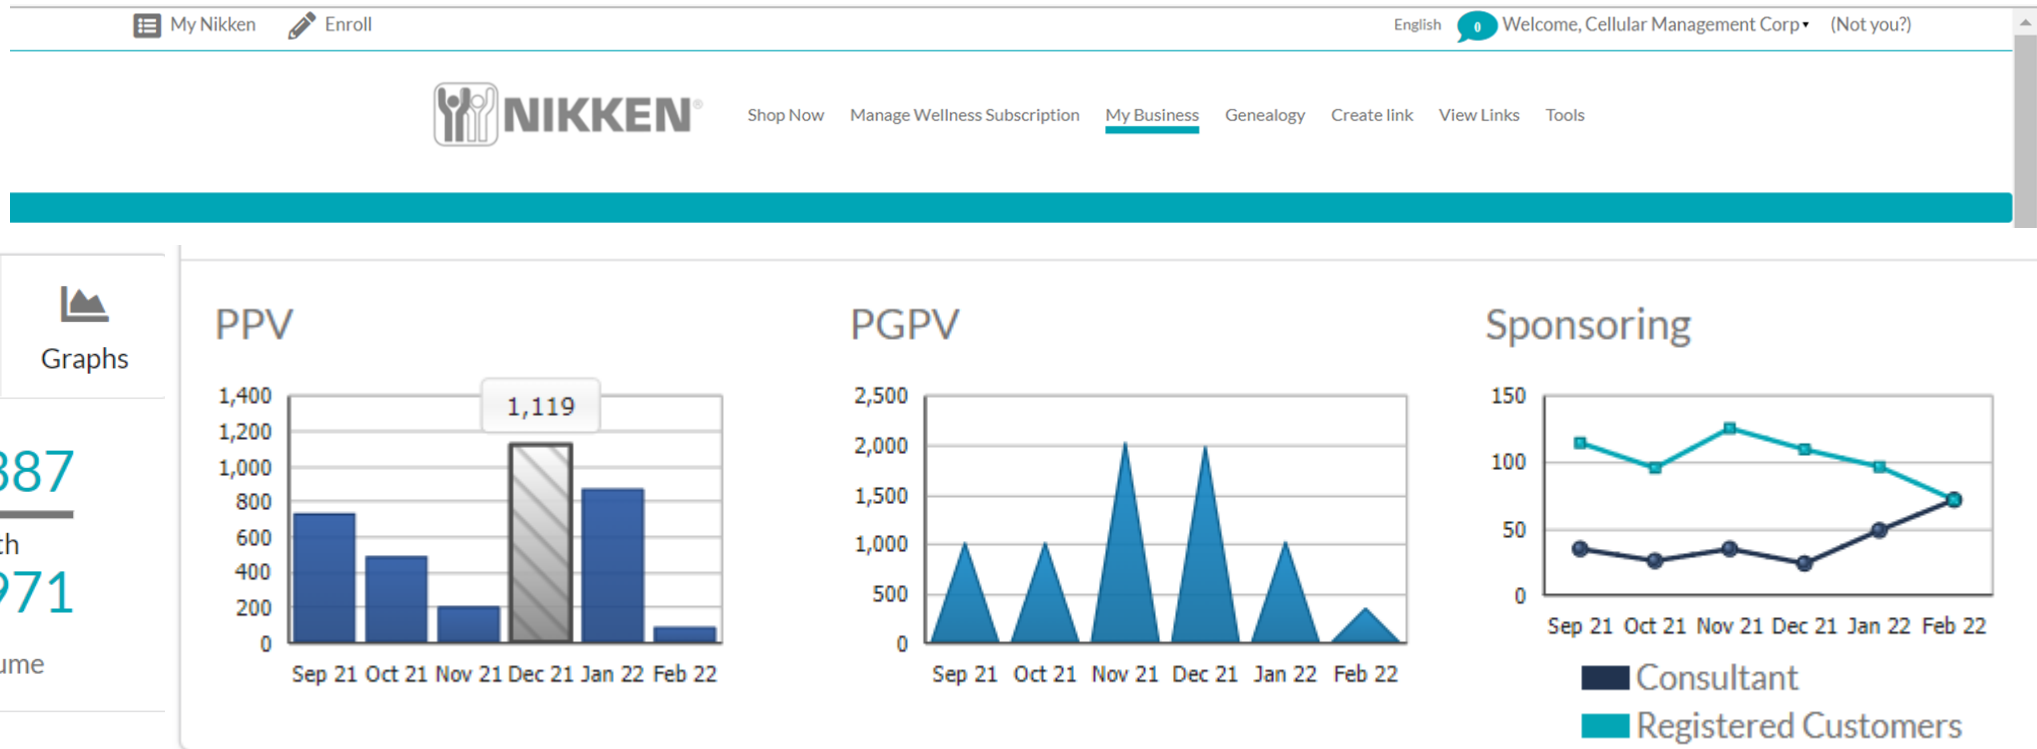 My Nikken Enroll English 0 Welcome, Cellular Management Corp (Not you?)
NIKKEN® Shop Now Manage Wellness Subscription My Business Genealogy Create link View Links Tools
Graphs
387
th
971
ume
PPV
1,400
1,200
1,000
800
600
400
200
0
1,119
Sep 21 Oct 21 Nov 21 Dec 21 Jan 22 Feb 22
PGPV
2,500
2,000
1,500
1,000
500
0
Sep 21 Oct 21 Nov 21 Dec 21 Jan 22 Feb 22
Sponsoring
150
100
50
0
Sep 21 Oct 21 Nov 21 Dec 21 Jan 22 Feb 22
Consultant
Registered Customers